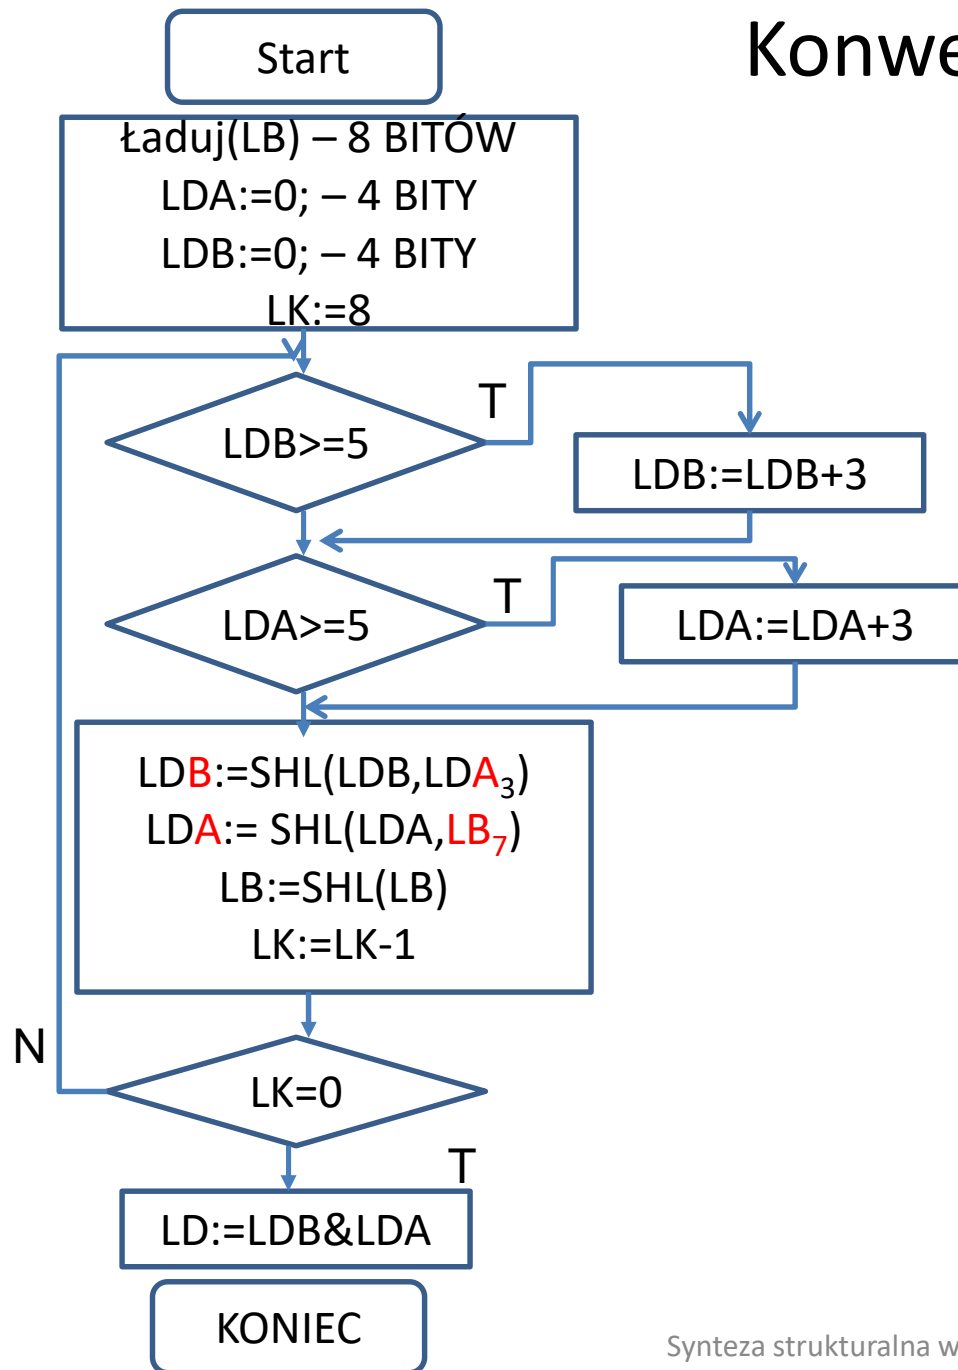 Start
Konwe
Ładuj(LB) – 8 BITÓW
LDA:=0; – 4 BITY
LDB:=0; – 4 BITY
LK:=8
LDB>=5
T
LDB:=LDB+3
LDA>=5
T
LDA:=LDA+3
LDB:=SHL(LDB,LDA₃)
LDA:= SHL(LDA,LB₇)
LB:=SHL(LB)
LK:=LK-1
N
LK=0
T
LD:=LDB&LDA
KONIEC
Synteza strukturalna w